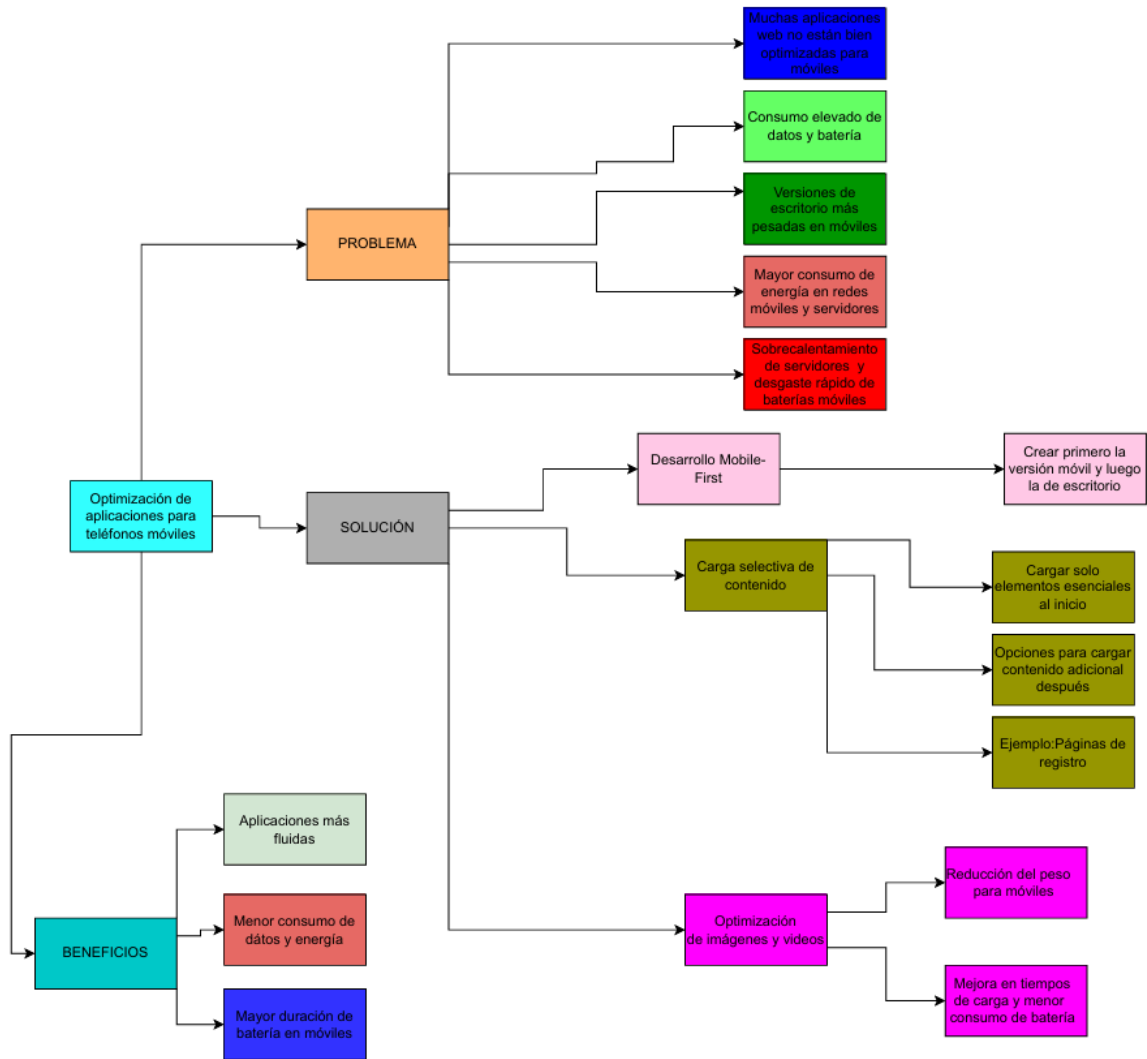 Muchas aplicaciones
web no están bien
optimizadas para
móviles
Consumo elevado de
datos y batería
Versiones de
escritorio más
pesadas en móviles
PROBLEMA
Mayor consumo de
energía en redes
móviles y servidores
Sobrecalentamiento
de servidores y
desgaste rápido de
baterías móviles
Optimización de
aplicaciones para
teléfonos móviles
SOLUCIÓN
Desarrollo Mobile-
First
Crear primero la
versión móvil y luego
la de escritorio
Carga selectiva de
contenido
Cargar solo
elementos esenciales
al inicio
Opciones para cargar
contenido adicional
después
Ejemplo:Páginas de
registro
Optimización
de imágenes y vídeos
Reducción del peso
para móviles
Mejora en tiempos
de carga y menor
consumo de batería
BENEFICIOS
Aplicaciones más
fluidas
Menor consumo de
dátos y energía
Mayor duración de
batería en móviles